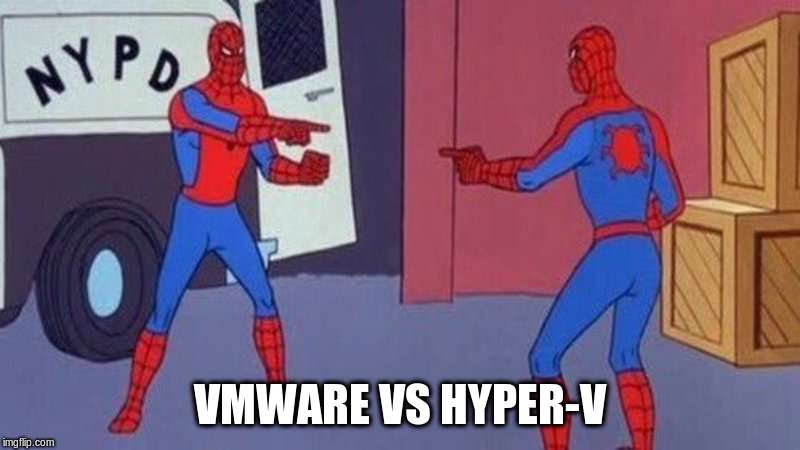 NYPD
VMWARE VS HYPER-V
imgflip.com